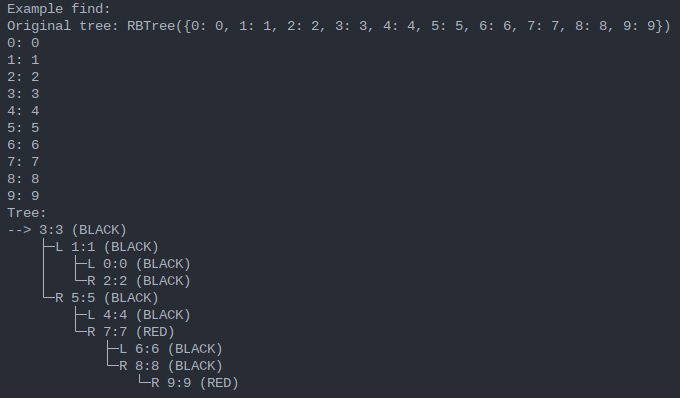 Example find:
Original tree: RBTree({0: 0, 1: 1, 2: 2, 3: 3, 4: 4, 5: 5, 6: 6, 7: 7, 8: 8, 9: 9})
0: 0
1: 1
2: 2
3: 3
4: 4
5: 5
6: 6
7: 7
8: 8
9: 9
Tree:
--> 3:3 (BLACK)
    ├─L 1:1 (BLACK)
    │   ├─L 0:0 (BLACK)
    │   └─R 2:2 (BLACK)
    └─R 5:5 (BLACK)
        ├─L 4:4 (BLACK)
        └─R 7:7 (RED)
            ├─L 6:6 (BLACK)
            └─R 8:8 (BLACK)
                └─R 9:9 (RED)